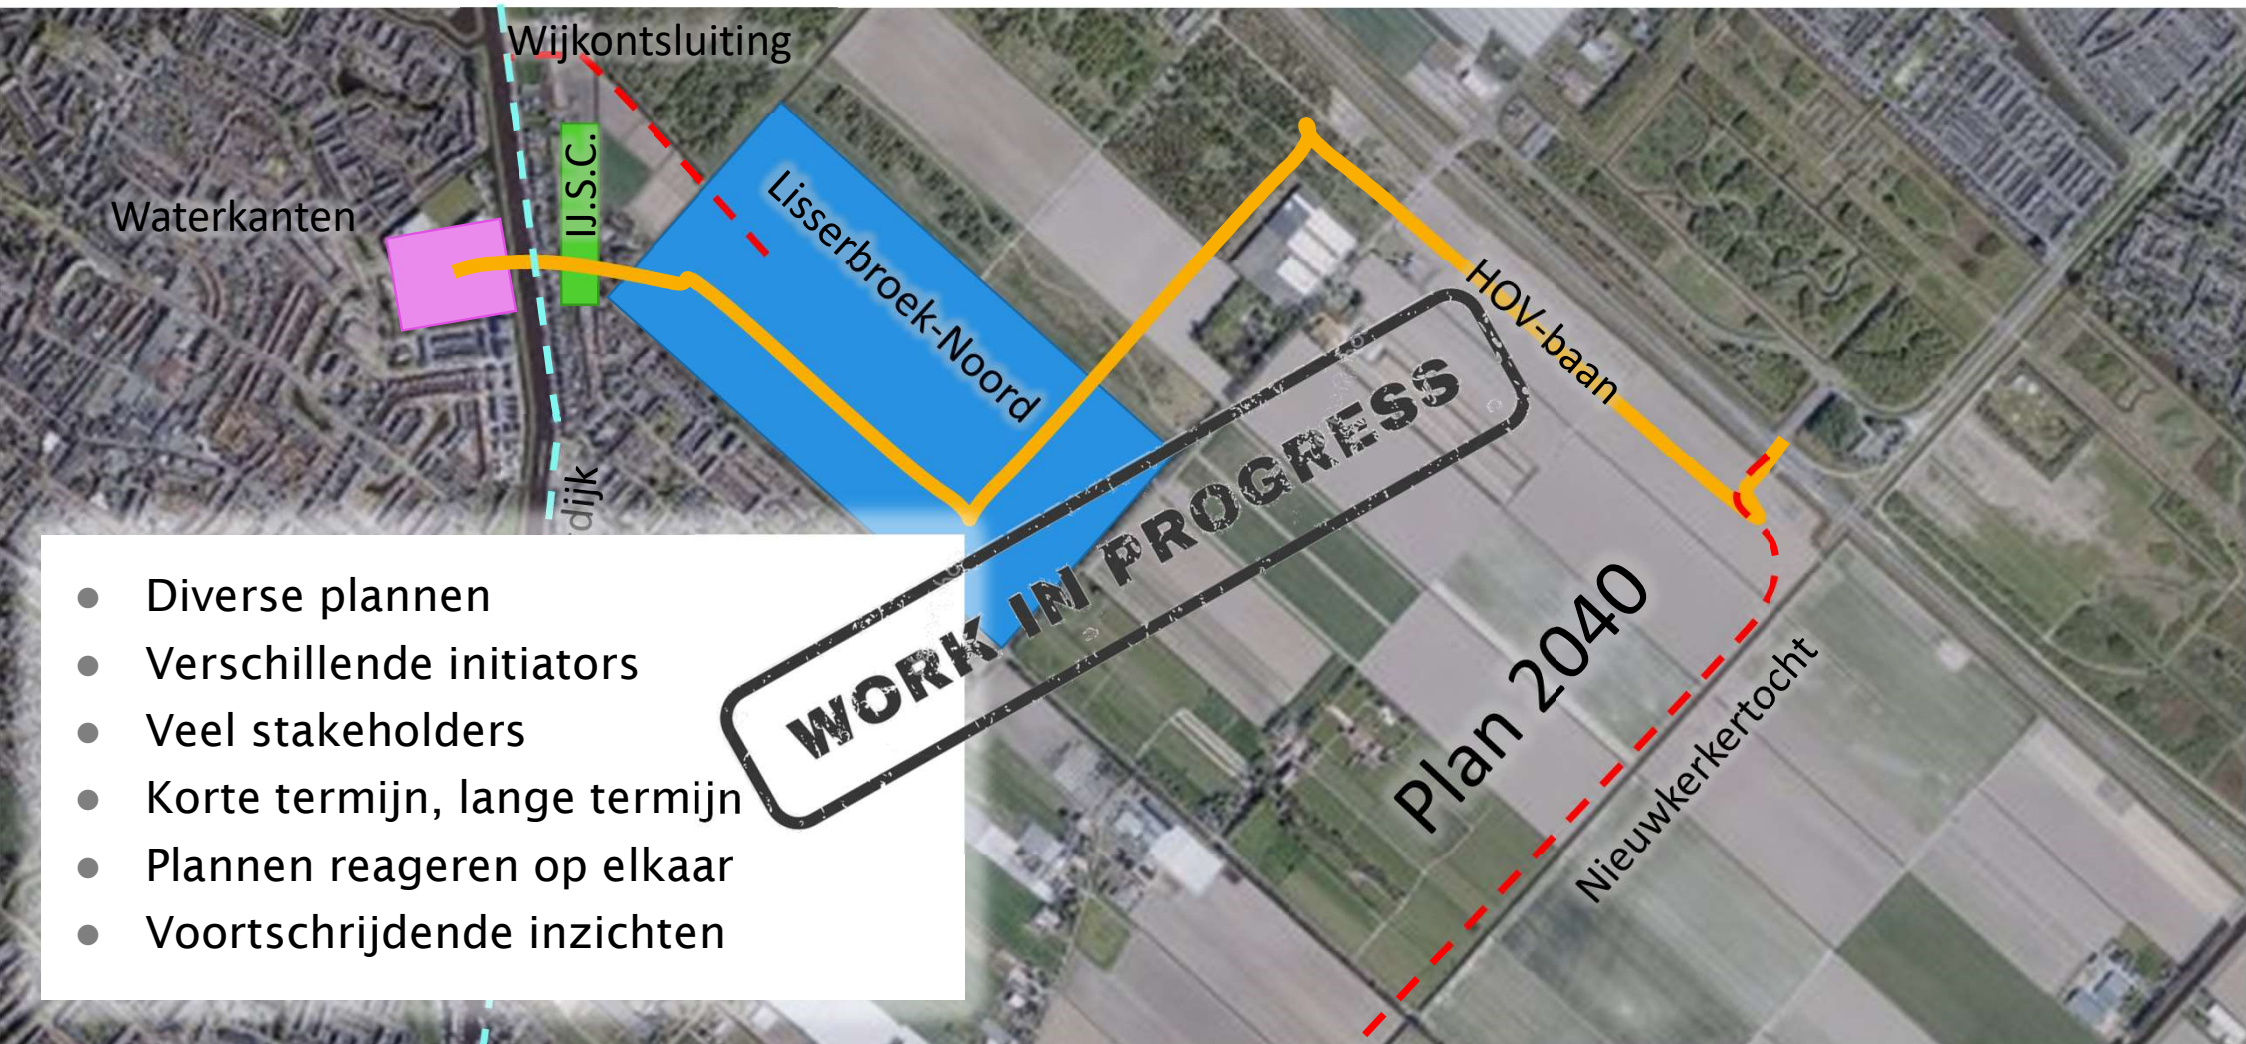 Wijkontsluiting
Waterkanten
IJ.S.C.
Lisserbroek-Noord
HOV-baan
dijk
WORK IN PROGRESS
Plan 2040
Nieuwkerkertocht
Diverse plannen
Verschillende initiators
Veel stakeholders
Korte termijn, lange termijn
Plannen reageren op elkaar
Voortschrijdende inzichten